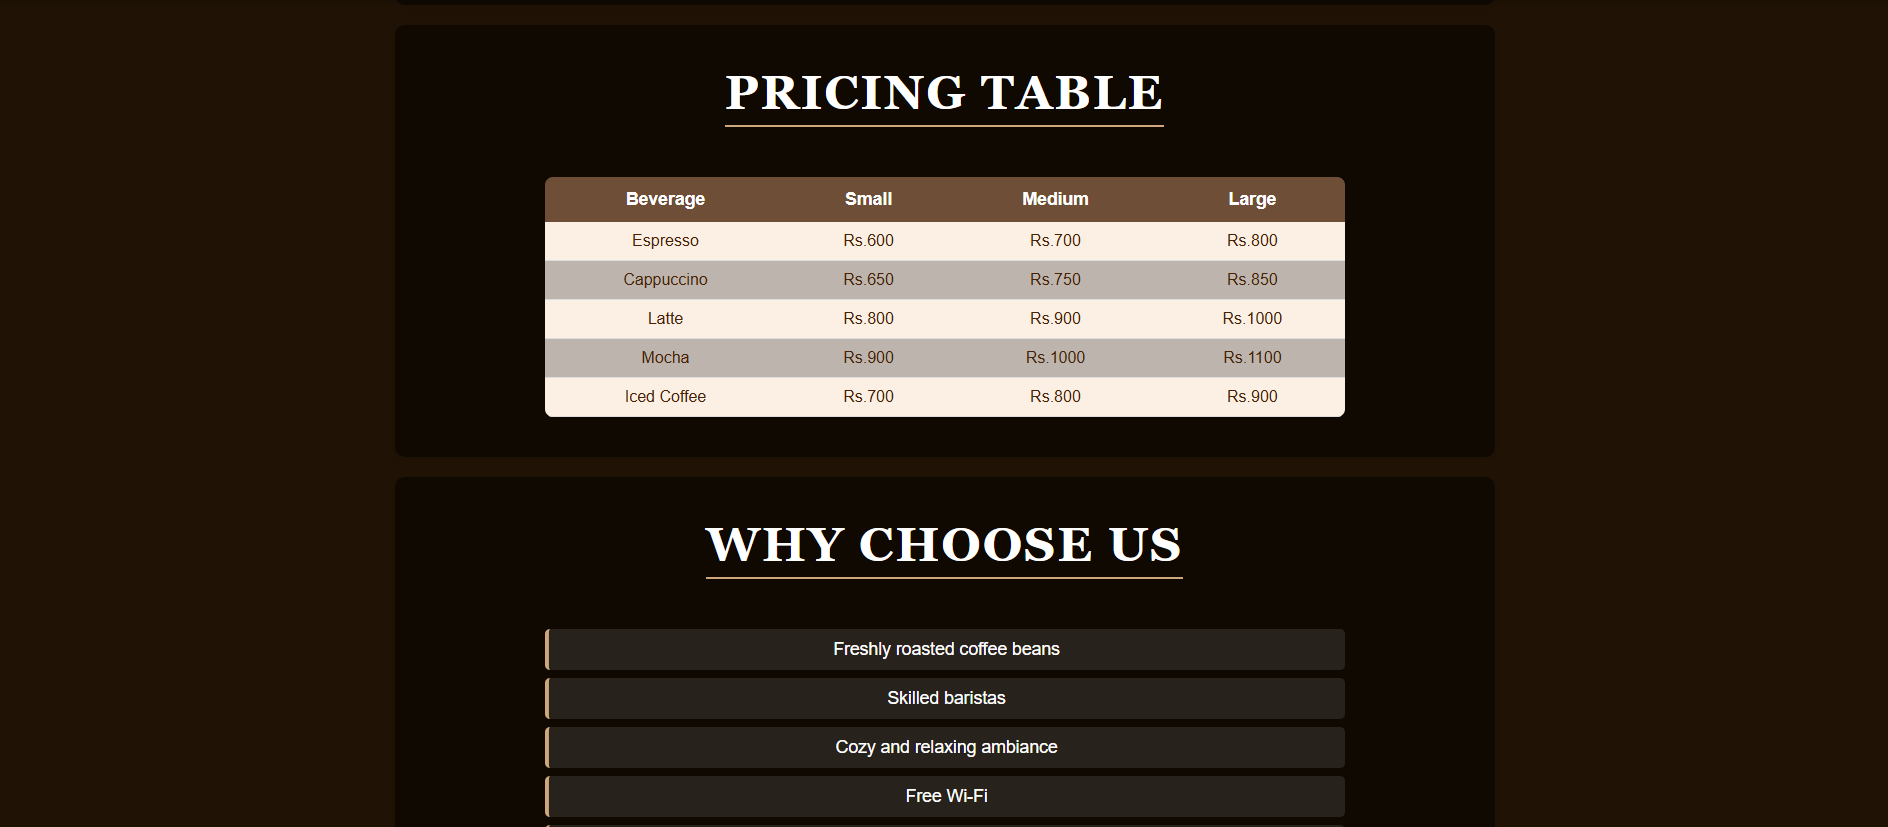 PRICING TABLE
Beverage Small Medium Large
Espresso Rs.600 Rs.700 Rs.800
Cappuccino Rs.650 Rs.750 Rs.850
Latte Rs.800 Rs.900 Rs.1000
Mocha Rs.900 Rs.1000 Rs.1100
Iced Coffee Rs.700 Rs.800 Rs.900
WHY CHOOSE US
Freshly roasted coffee beans
Skilled baristas
Cozy and relaxing ambiance
Free Wi-Fi